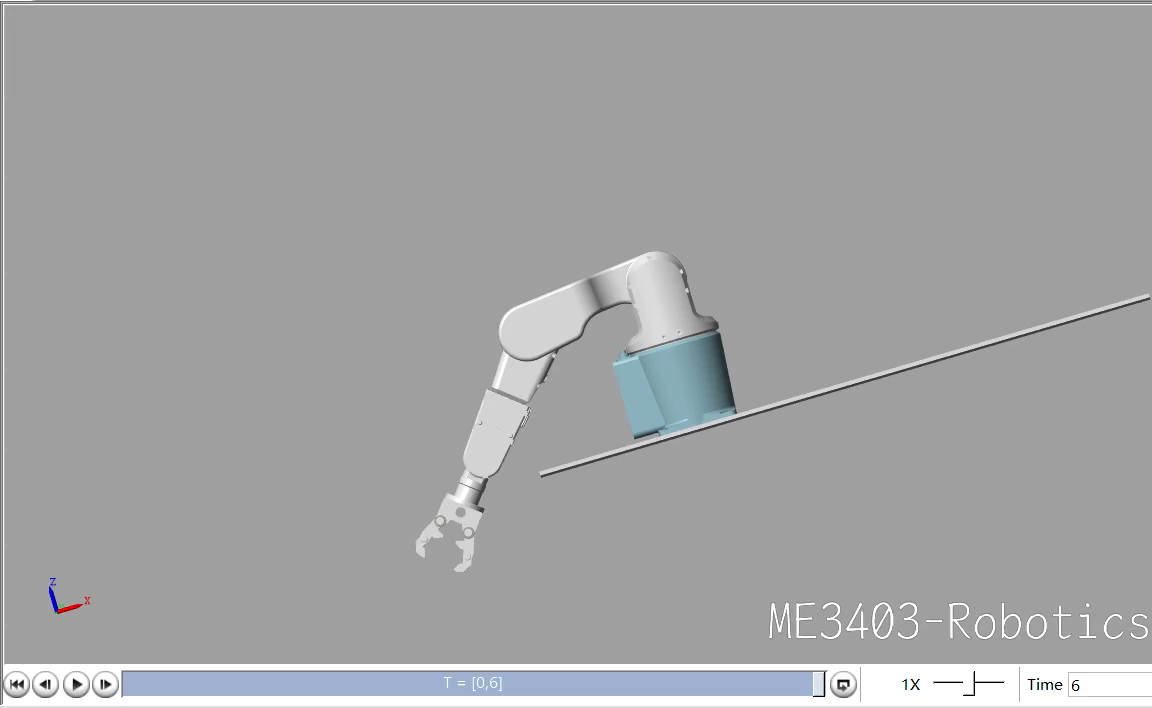 Z
X
ME3403-Robotics
T = [0,6]
1X
Time 6